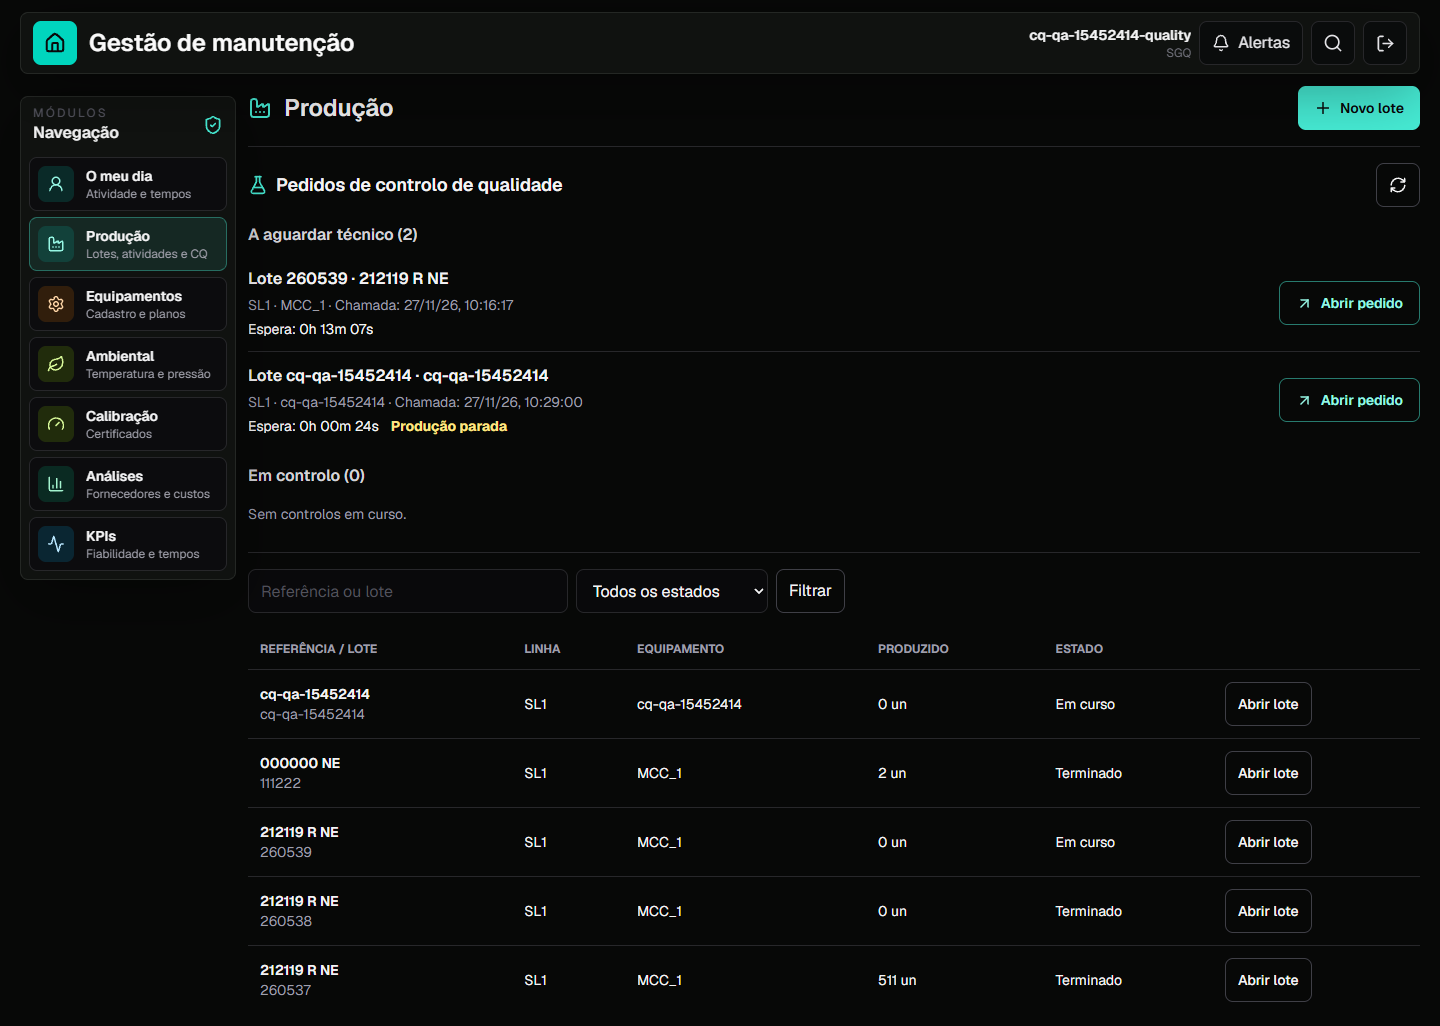 Gestão de manutenção
cq-qa-15452414-quality
SGQ
Alertas
MÓDULOS
Navegação
O meu dia
Atividade e tempos
Produção
Lotes, atividades e CQ
Equipamentos
Cadastro e planos
Ambiental
Temperatura e pressão
Calibração
Certificados
Análises
Fornecedores e custos
KPIs
Fiabilidade e tempos
Produção
Novo lote
Pedidos de controlo de qualidade
A aguardar técnico (2)
Lote 260539 · 212119 R NE
SL1 · MCC_1 · Chamada: 27/11/26, 10:16:17
Espera: 0h 13m 07s
Abrir pedido
Lote cq-qa-15452414 · cq-qa-15452414
SL1 · cq-qa-15452414 · Chamada: 27/11/26, 10:29:00
Espera: 0h 00m 24s Produção parada
Abrir pedido
Em controlo (0)
Sem controlos em curso.
Referência ou lote
Todos os estados
Filtrar
REFERÊNCIA / LOTE LINHA EQUIPAMENTO PRODUZIDO ESTADO
cq-qa-15452414
cq-qa-15452414
SL1 cq-qa-15452414 0 un Em curso Abrir lote
000000 NE
111222
SL1 MCC_1 2 un Terminado Abrir lote
212119 R NE
260539
SL1 MCC_1 0 un Em curso Abrir lote
212119 R NE
260538
SL1 MCC_1 0 un Terminado Abrir lote
212119 R NE
260537
SL1 MCC_1 511 un Terminado Abrir lote